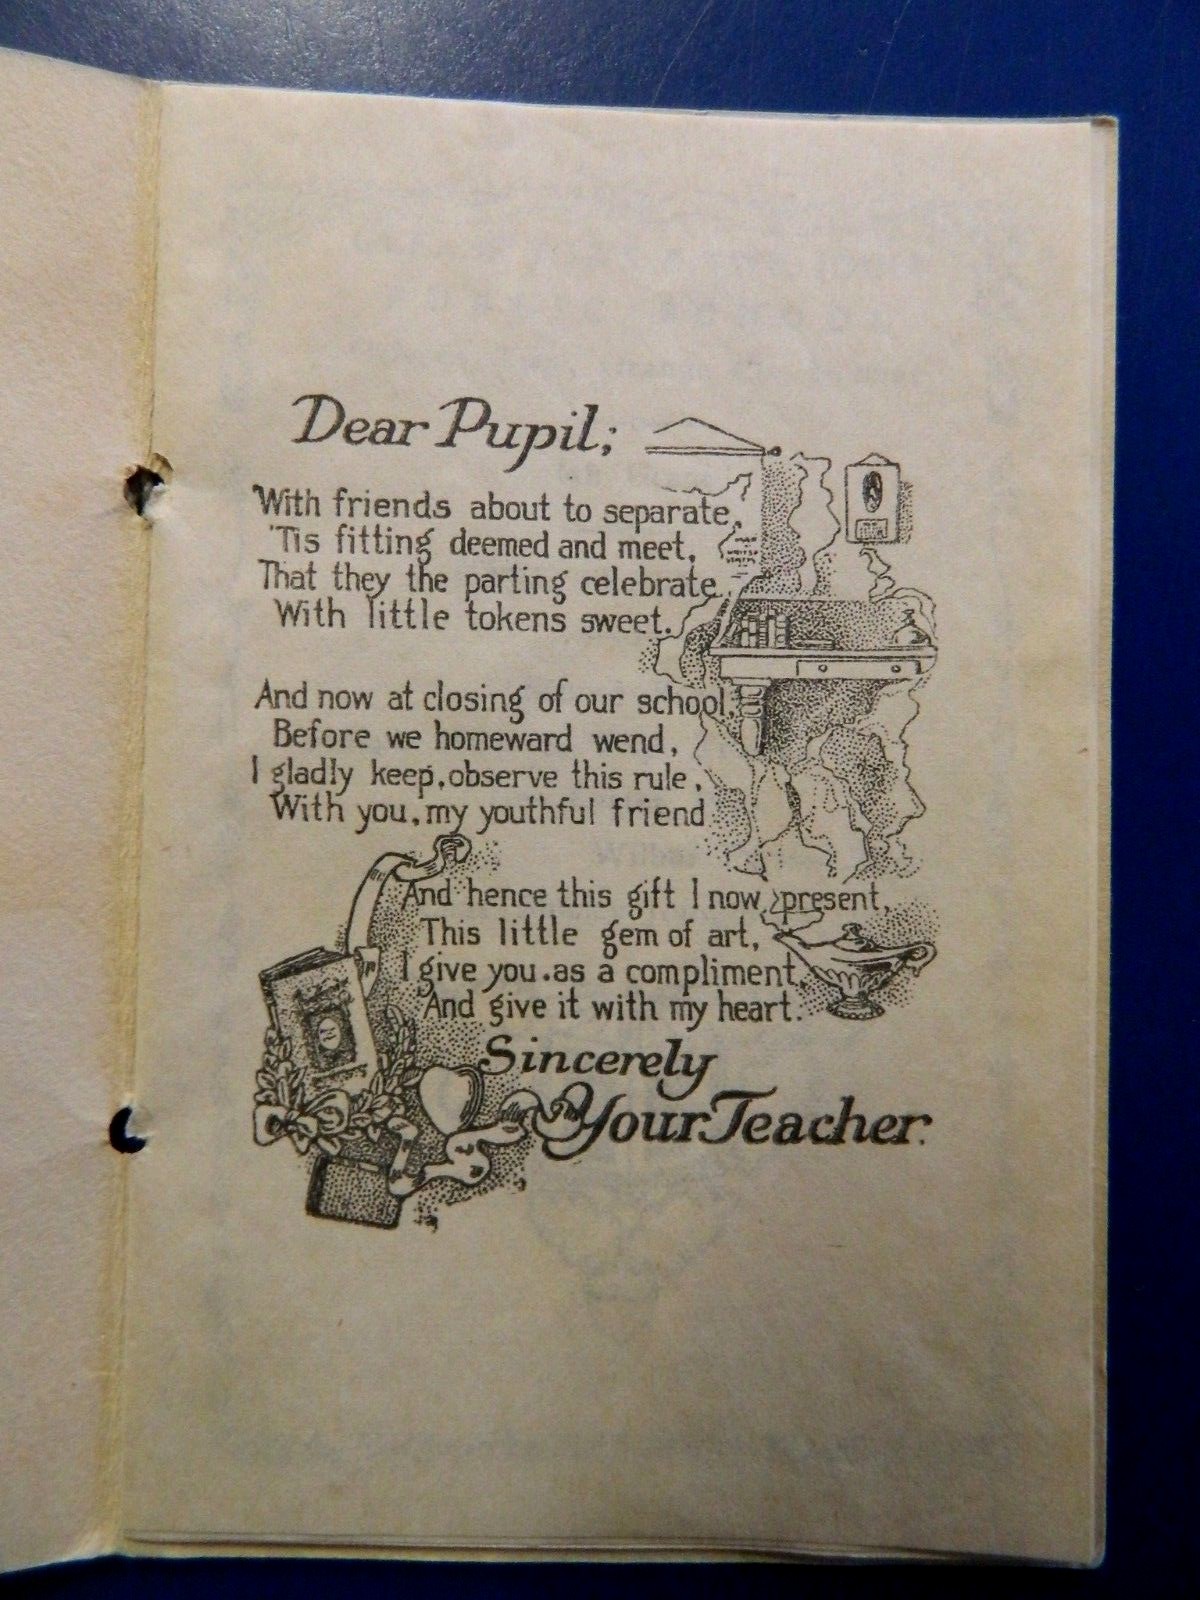 Dear Pupil;
With friends about to separate,
'Tis fitting deemed and meet,
That they the parting celebrate
With little tokens sweet.
And now at closing of our school,
Before we homeward wend,
I gladly keep, observe this rule,
With you, my youthful friend.
And hence this gift I now present,
This little gem of art,
I give you as a compliment,
And give it with my heart.
Sincerely
Your Teacher.